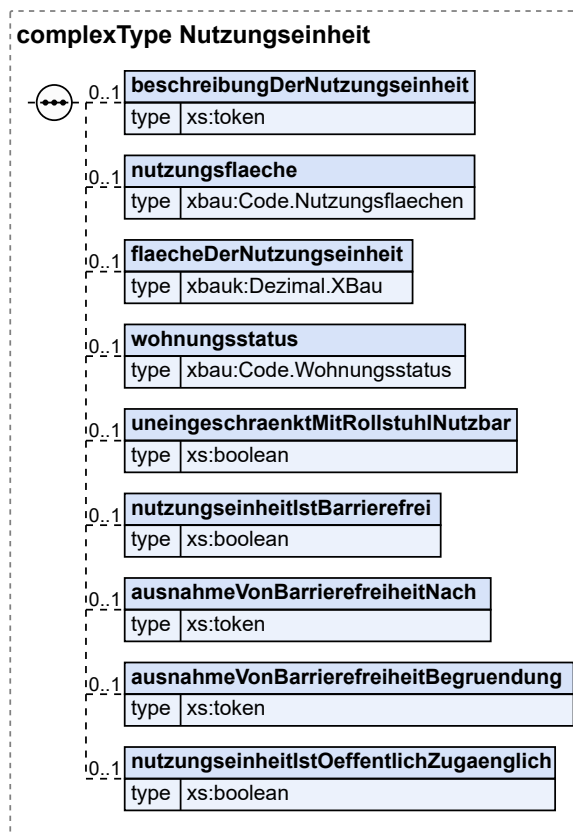 complexType Nutzungseinheit
0..1 beschreibungDerNutzungseinheit
type xs:token
0..1 nutzungsflaeche
type xbau:Code.Nutzungsflaechen
0..1 flaecheDerNutzungseinheit
type xbauk:Dezimal.XBau
0..1 wohnungsstatus
type xbau:Code.Wohnungsstatus
0..1 uneingeschraenktMitRollstuhlNutzbar
type xs:boolean
0..1 nutzungseinheitIstBarrierefrei
type xs:boolean
0..1 ausnahmeVonBarrierefreiheitNach
type xs:token
0..1 ausnahmeVonBarrierefreiheitBegruendung
type xs:token
0..1 nutzungseinheitIstOeffentlichZugaenglich
type xs:boolean